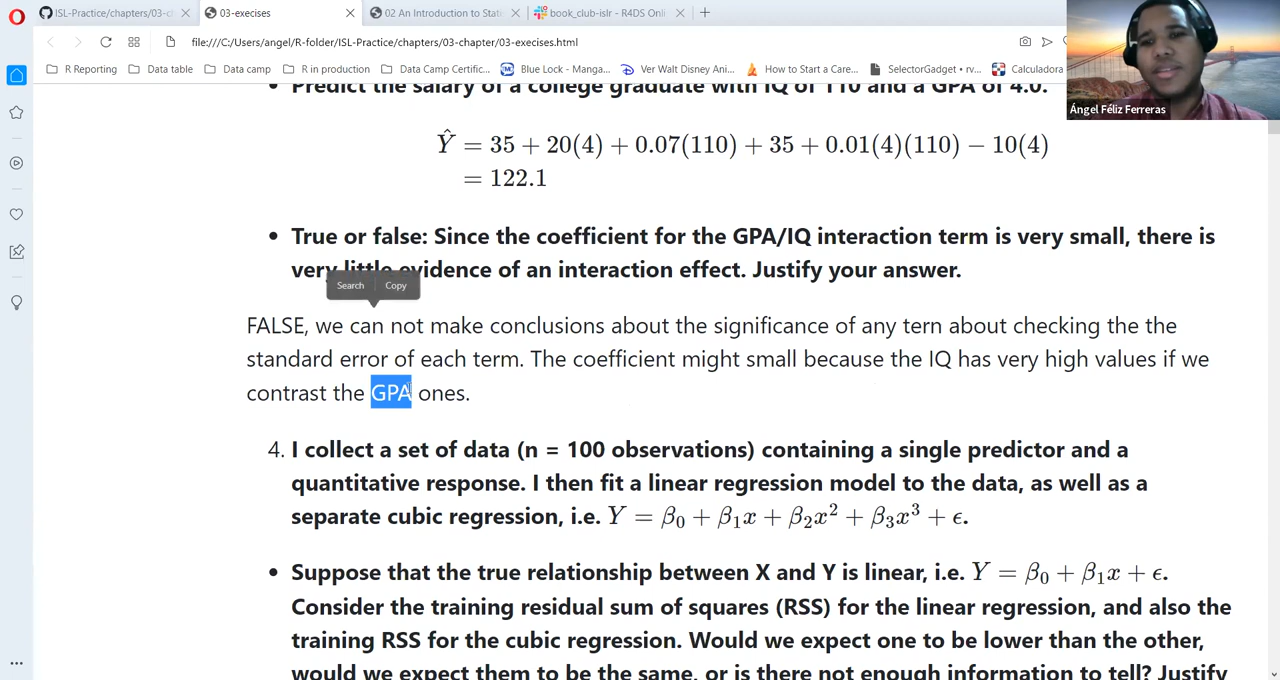 ISL-Practice/chapters/03-ch
03-execises
02 An Introduction to Stati
book_club-islr - R4DS Onli
file:///C:/Users/angel/R-folder/ISL-Practice/chapters/03-chapter/03-execises.html
R Reporting
Data table
Data camp
R in production
Data Camp Certific...
Blue Lock - Manga...
Ver Walt Disney Ani...
How to Start a Care...
SelectorGadget • rv...
Calculadora
Ángel Féliz Ferreras
• Predict the salary of a college graduate with IQ of 110 and a GPA of 4.0.
Ŷ = 35 + 20(4) + 0.07(110) + 35 + 0.01(4)(110) − 10(4)
= 122.1
• True or false: Since the coefficient for the GPA/IQ interaction term is very small, there is
very little evidence of an interaction effect. Justify your answer.
Search Copy
FALSE, we can not make conclusions about the significance of any tern about checking the the
standard error of each term. The coefficient might small because the IQ has very high values if we
contrast the GPA ones.
4. I collect a set of data (n = 100 observations) containing a single predictor and a
quantitative response. I then fit a linear regression model to the data, as well as a
separate cubic regression, i.e. Y = β₀ + β₁x + β₂x² + β₃x³ + ϵ.
• Suppose that the true relationship between X and Y is linear, i.e. Y = β₀ + β₁x + ϵ.
Consider the training residual sum of squares (RSS) for the linear regression, and also the
training RSS for the cubic regression. Would we expect one to be lower than the other,
would we expect them to be the same, or is there not enough information to tell? Justify